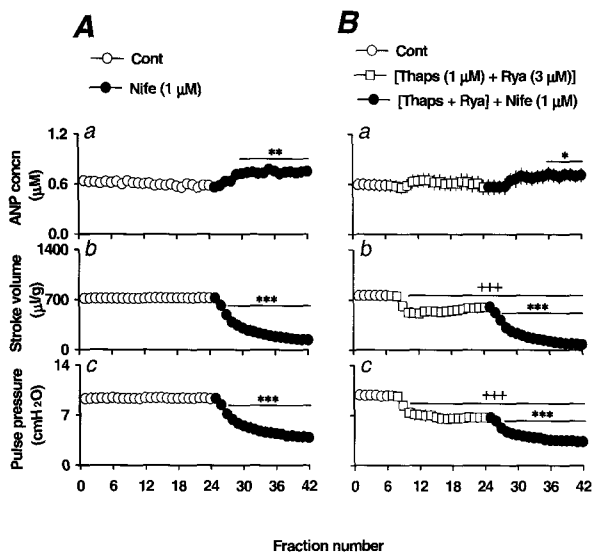 A
Cont
Nife (1 µM)
B
Cont
[Thaps (1 µM) + Rya (3 µM)]
[Thaps + Rya] + Nife (1 µM)
a
ANP concn
(µM)
1.2
0.6
0.0
**
a
*
b
Stroke volume
(µl/g)
1400
700
0
***
b
+++
***
c
Pulse pressure
(cmH2O)
14
7
0
***
c
+++
***
0 6 12 18 24 30 36 42
0 6 12 18 24 30 36 42
Fraction number